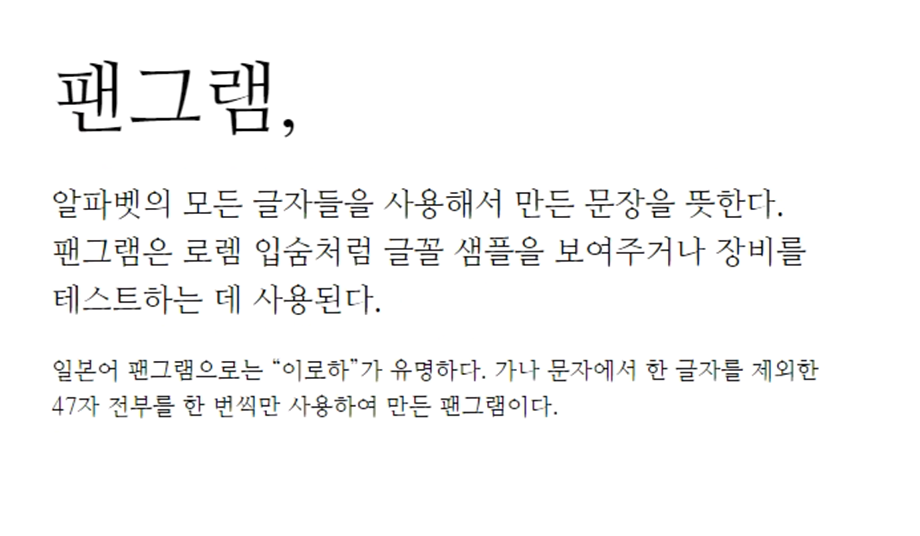 팬그램,
알파벳의 모든 글자들을 사용해서 만든 문장을 뜻한다.
팬그램은 로렘 입숨처럼 글꼴 샘플을 보여주거나 장비를
테스트하는 데 사용된다.
일본어 팬그램으로는 “이로하”가 유명하다. 가나 문자에서 한 글자를 제외한
47자 전부를 한 번씩만 사용하여 만든 팬그램이다.